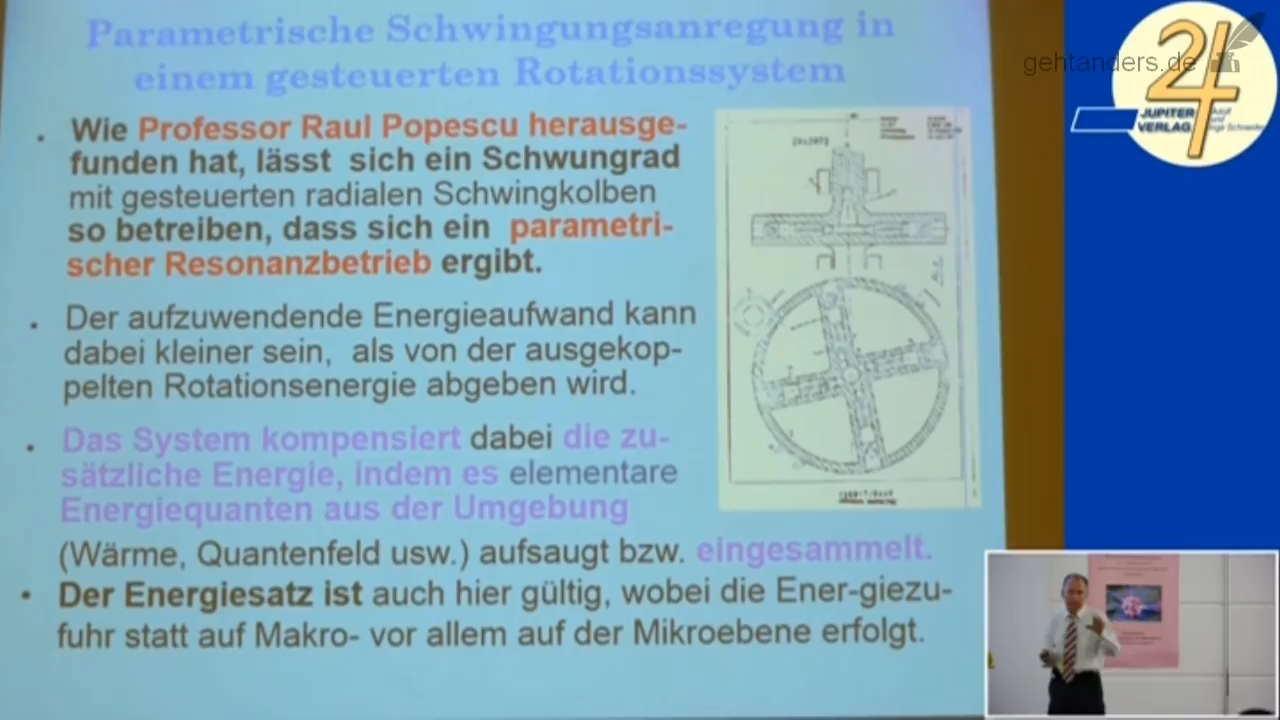 Parametrische Schwingungsanregung in
einem gesteuerten Rotationssystem
gehtanders.de
JUPITER
VERLAG
• Wie Professor Raul Popescu herausge-
funden hat, lässt sich ein Schwungrad
mit gesteuerten radialen Schwingkolben
so betreiben, dass sich ein parametri-
scher Resonanzbetrieb ergibt.
• Der aufzuwendende Energieaufwand kann
dabei kleiner sein, als von der ausgekop-
pelten Rotationsenergie abgeben wird.
• Das System kompensiert dabei die zu-
sätzliche Energie, indem es elementare
Energiequanten aus der Umgebung
(Wärme, Quantenfeld usw.) aufsaugt bzw. eingesammelt.
• Der Energiesatz ist auch hier gültig, wobei die Ener-giezu-
fuhr statt auf Makro- vor allem auf der Mikroebene erfolgt.